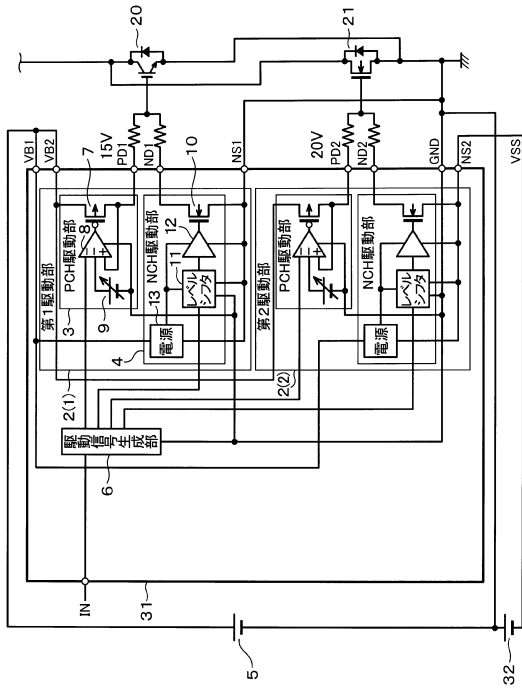 20
21
VB1
VB2
15V
PD1
ND1
NS1
20V
PD2
ND2
GND
NS2
VSS
7
8
10
12
11
13
9
3
4
第1駆動部
PCH駆動部
NCH駆動部
レベル
シフタ
電源
2(1)
第2駆動部
PCH駆動部
NCH駆動部
レベル
シフタ
電源
2(2)
駆動信号生成部
6
IN
31
5
32